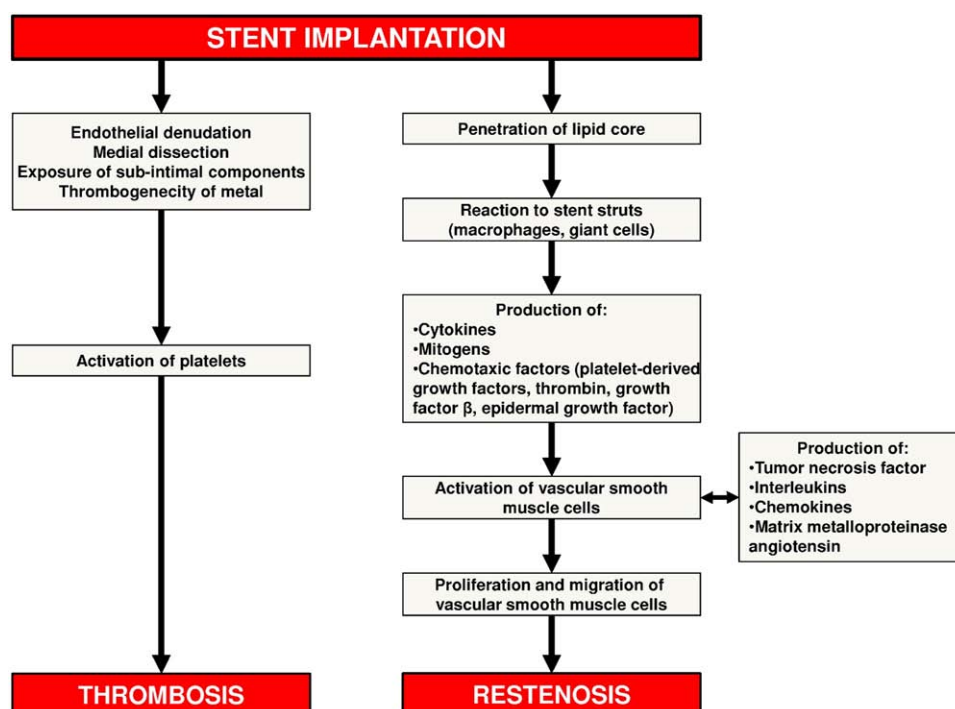 STENT IMPLANTATION
Endothelial denudation
Medial dissection
Exposure of sub-intimal components
Thrombogenecity of metal
Activation of platelets
THROMBOSIS
Penetration of lipid core
Reaction to stent struts
(macrophages, giant cells)
Production of:
•Cytokines
•Mitogens
•Chemotaxic factors (platelet-derived
growth factors, thrombin, growth
factor β, epidermal growth factor)
Activation of vascular smooth
muscle cells
Production of:
•Tumor necrosis factor
•Interleukins
•Chemokines
•Matrix metalloproteinase
angiotensin
Proliferation and migration of
vascular smooth muscle cells
RESTENOSIS